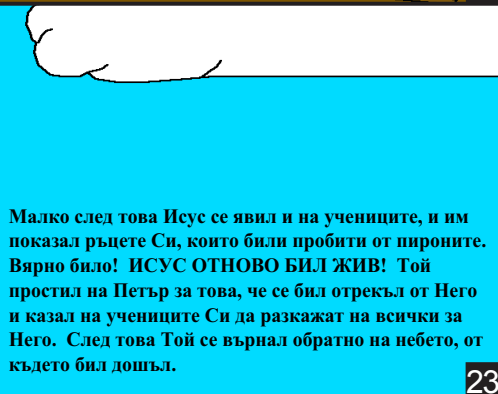 Малко след това Исус се явил и на учениците, и им
показал ръцете Си, които били пробити от пироните.
Вярно било!  ИСУС ОТНОВО БИЛ ЖИВ!  Той
простил на Петър за това, че се бил отрекъл от Него
и казал на учениците Си да разкажат на всички за
Него.  След това Той се върнал обратно на небето, от
където бил дошъл.
23